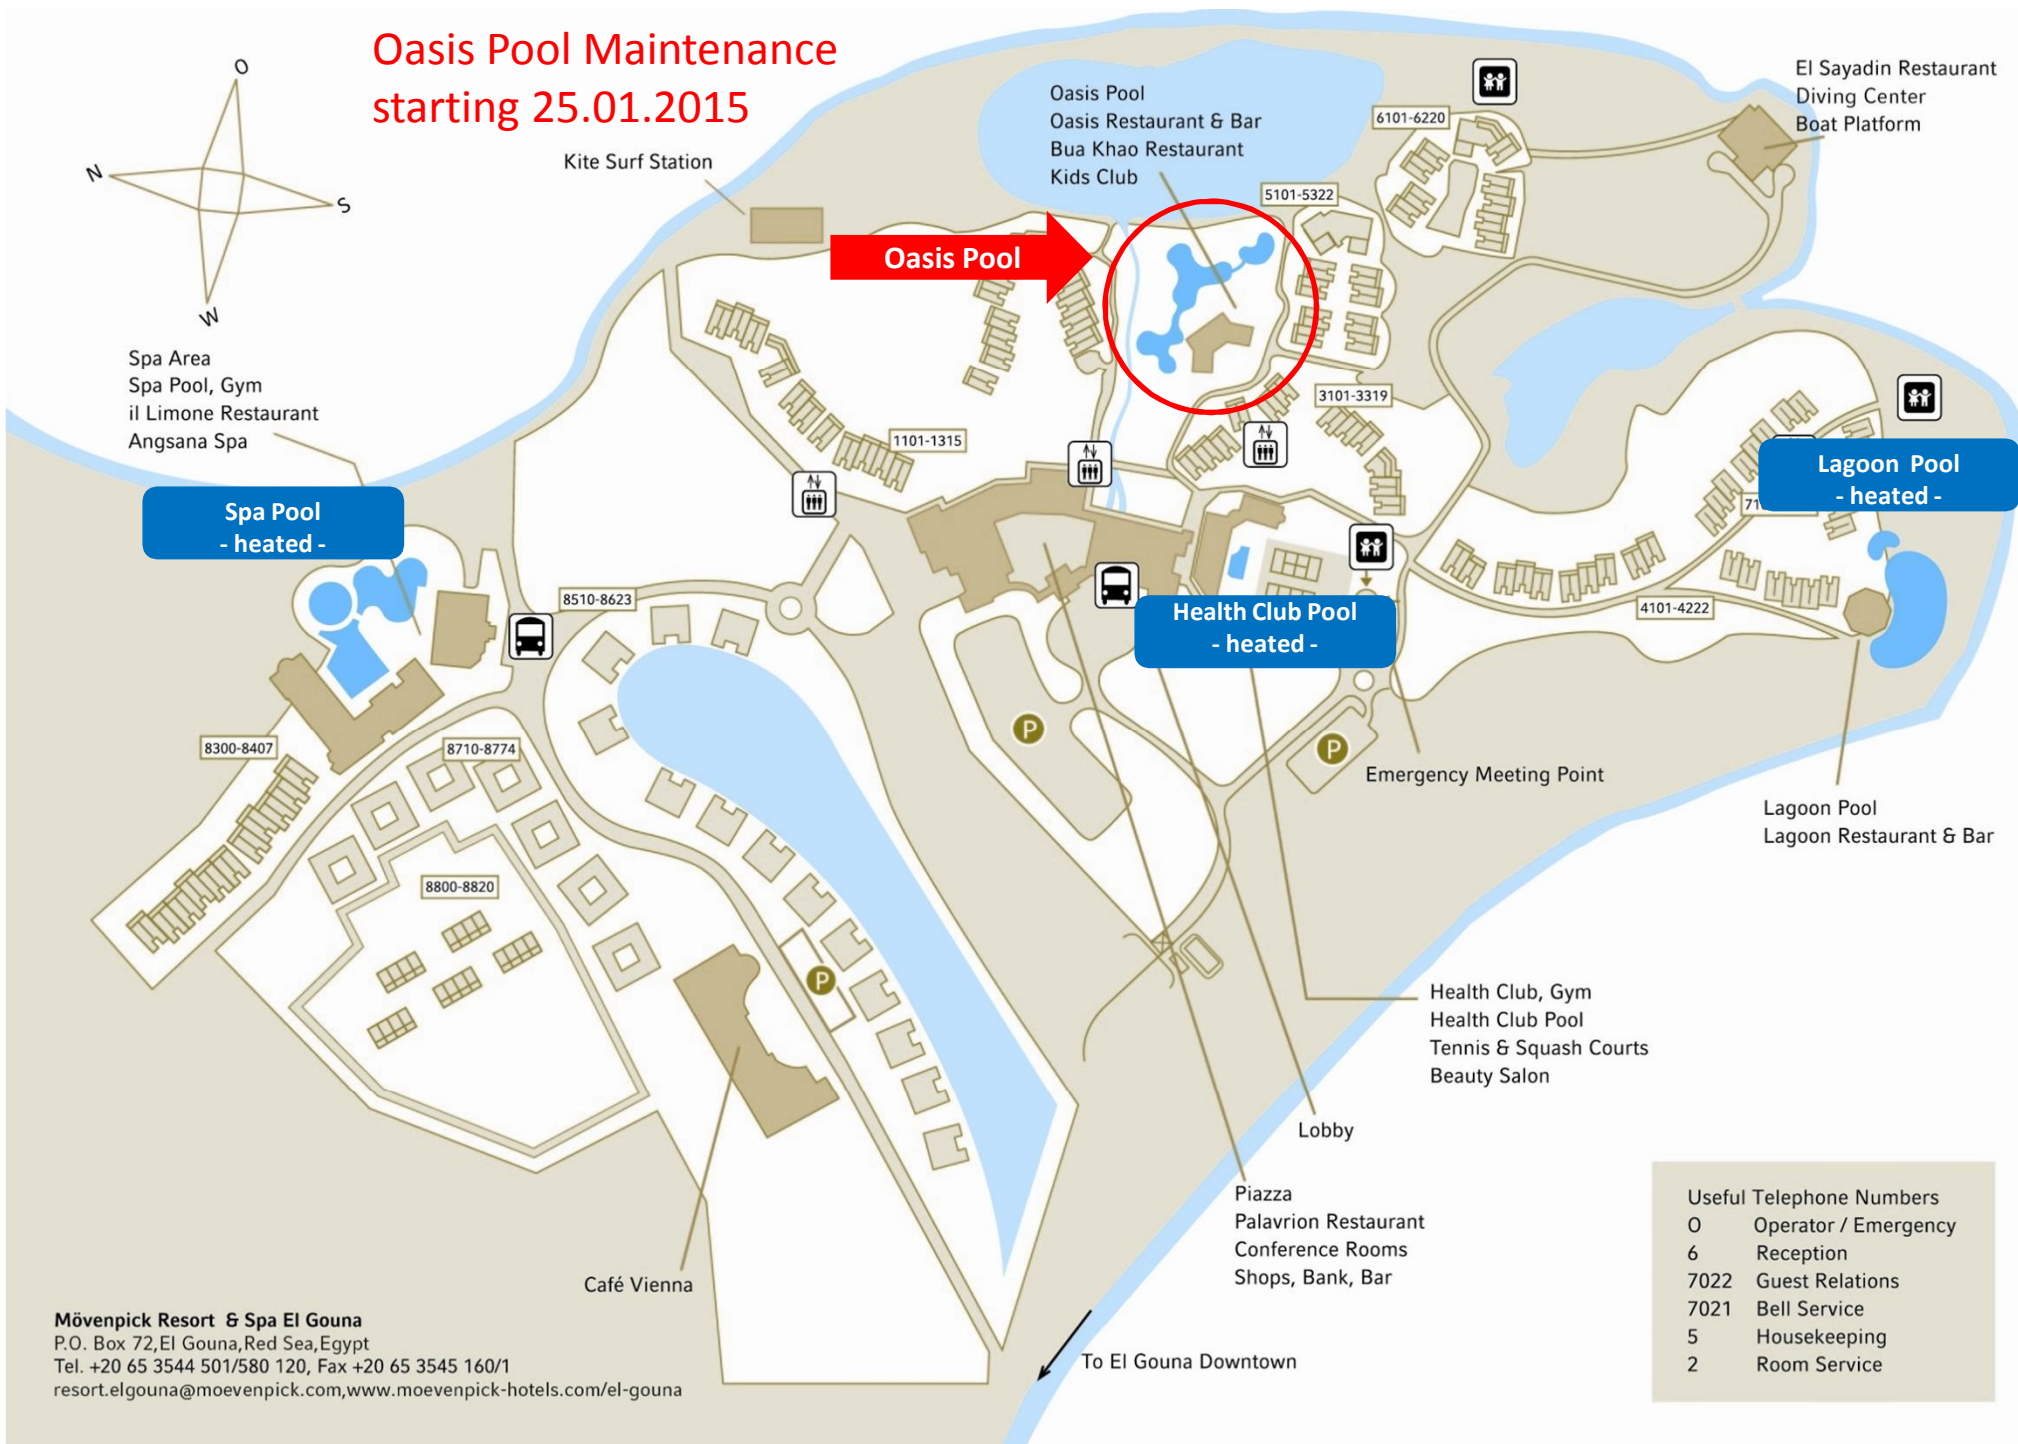 Oasis Pool Maintenance
starting 25.01.2015
O
N
S
W
Kite Surf Station
Oasis Pool
Oasis Restaurant & Bar
Bua Khao Restaurant
Kids Club
6101-6220
El Sayadin Restaurant
Diving Center
Boat Platform
5101-5322
Oasis Pool
Spa Area
Spa Pool, Gym
il Limone Restaurant
Angsana Spa
3101-3319
1101-1315
Lagoon Pool
- heated -
Spa Pool
- heated -
8510-8623
Health Club Pool
- heated -
4101-4222
8300-8407
8710-8774
P
P
Emergency Meeting Point
Lagoon Pool
Lagoon Restaurant & Bar
8800-8820
P
Health Club, Gym
Health Club Pool
Tennis & Squash Courts
Beauty Salon
Lobby
Piazza
Palavrion Restaurant
Conference Rooms
Shops, Bank, Bar
Café Vienna
To El Gouna Downtown
Useful Telephone Numbers
O Operator / Emergency
6 Reception
7022 Guest Relations
7021 Bell Service
5 Housekeeping
2 Room Service
Mövenpick Resort & Spa El Gouna
P.O. Box 72,El Gouna,Red Sea,Egypt
Tel. +20 65 3544 501/580 120, Fax +20 65 3545 160/1
resort.elgouna@moevenpick.com,www.moevenpick-hotels.com/el-gouna